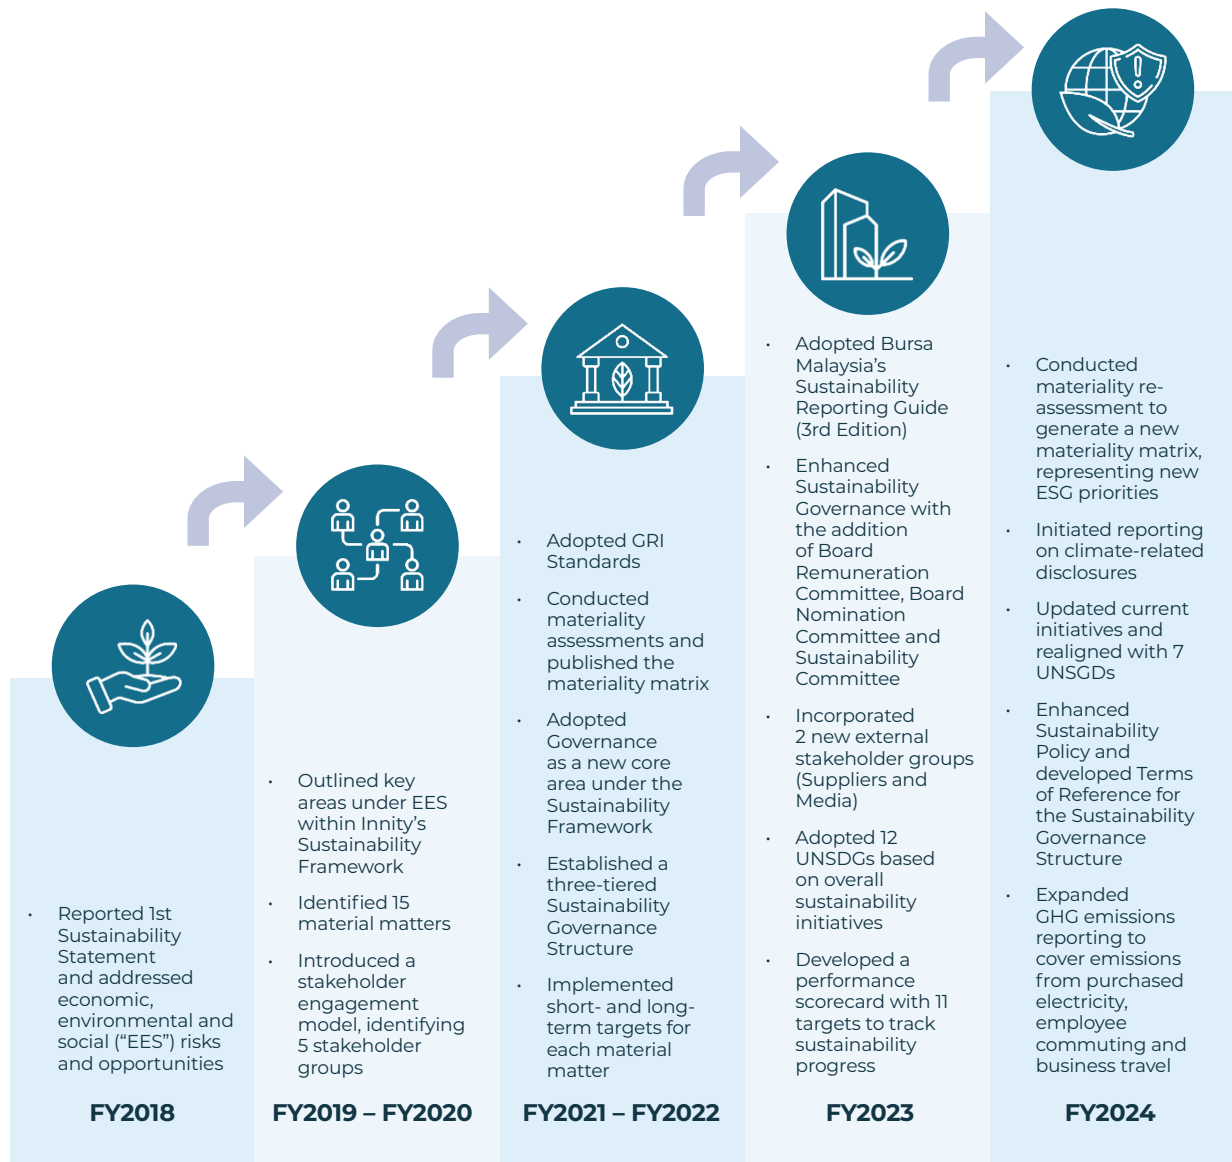 • Reported 1st
Sustainability
Statement
and addressed
economic,
environmental and
social (“EES”) risks
and opportunities
FY2018
• Outlined key
areas under EES
within Innity’s
Sustainability
Framework
• Identified 15
material matters
• Introduced a
stakeholder
engagement
model, identifying
5 stakeholder
groups
FY2019 – FY2020
• Adopted GRI
Standards
• Conducted
materiality
assessments and
published the
materiality matrix
• Adopted
Governance
as a new core
area under the
Sustainability
Framework
• Established a
three-tiered
Sustainability
Governance
Structure
• Implemented
short- and long-
term targets for
each material
matter
FY2021 – FY2022
• Adopted Bursa
Malaysia’s
Sustainability
Reporting Guide
(3rd Edition)
• Enhanced
Sustainability
Governance with
the addition
of Board
Remuneration
Committee, Board
Nomination
Committee and
Sustainability
Committee
• Incorporated
2 new external
stakeholder groups
(Suppliers and
Media)
• Adopted 12
UNSDGs based
on overall
sustainability
initiatives
• Developed a
performance
scorecard with 11
targets to track
sustainability
progress
FY2023
• Conducted
materiality re-
assessment to
generate a new
materiality matrix,
representing new
ESG priorities
• Initiated reporting
on climate-related
disclosures
• Updated current
initiatives and
realigned with 7
UNSGDs
• Enhanced
Sustainability
Policy and
developed Terms
of Reference for
the Sustainability
Governance
Structure
• Expanded
GHG emissions
reporting to
cover emissions
from purchased
electricity,
employee
commuting and
business travel
FY2024